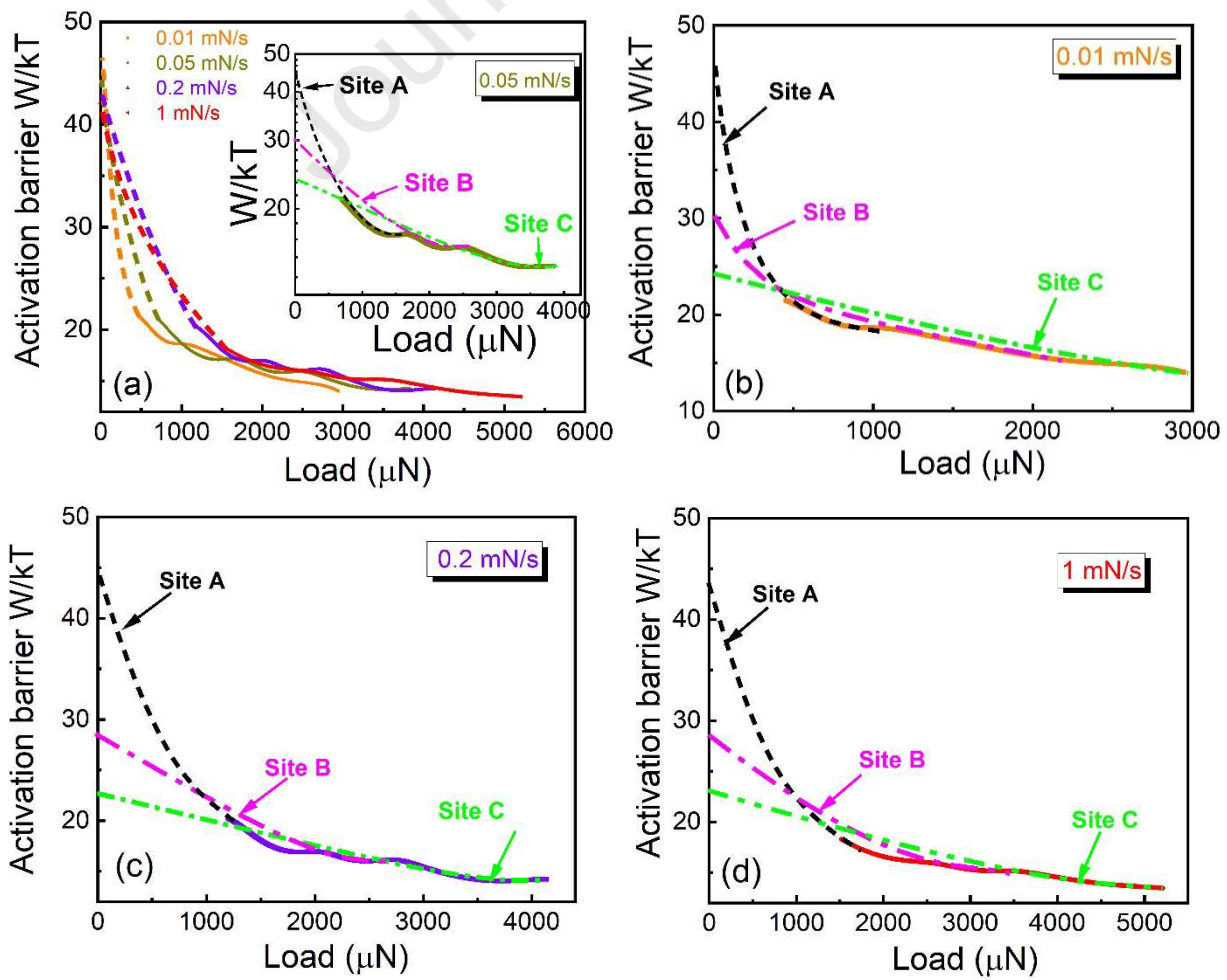 Jour
50
40
30
20
0
1000
2000
3000
4000
5000
6000
Activation barrier W/kT
Load (μN)
(a)
0.01 mN/s
0.05 mN/s
0.2 mN/s
1 mN/s
50
40
30
20
0
1000
2000
3000
4000
W/kT
Load (μN)
0.05 mN/s
Site A
Site B
Site C
50
40
30
20
10
0
1000
2000
3000
Activation barrier W/kT
Load (μN)
(b)
0.01 mN/s
Site A
Site B
Site C
50
40
30
20
0
1000
2000
3000
4000
Activation barrier W/kT
Load (μN)
(c)
0.2 mN/s
Site A
Site B
Site C
50
40
30
20
0
1000
2000
3000
4000
5000
Activation barrier W/kT
Load (μN)
(d)
1 mN/s
Site A
Site B
Site C